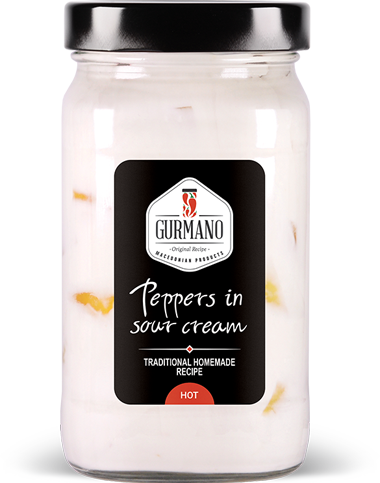 GURMANO
- Original Recipe -
MACEDONIAN PRODUCTS
Peppers in
sour cream
TRADITIONAL HOMEMADE
RECIPE
HOT